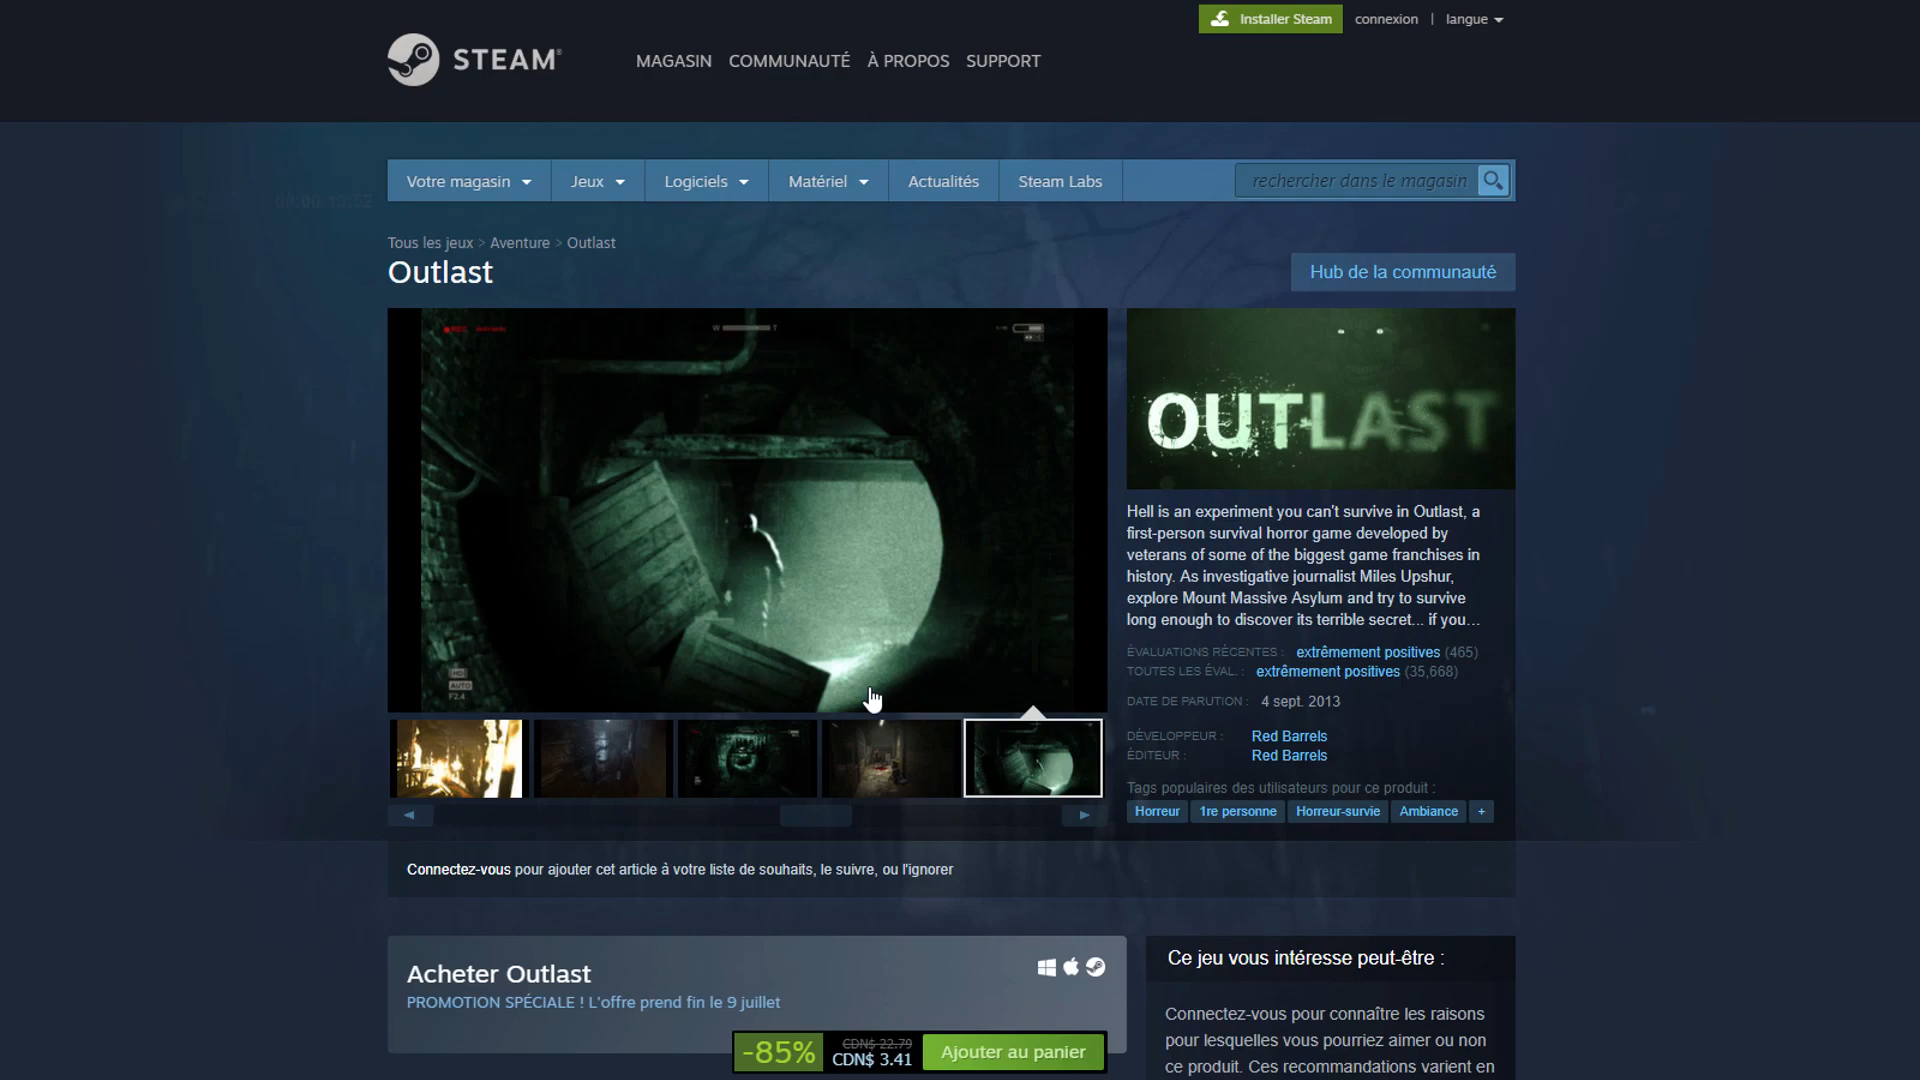 Installer Steam
connexion | langue
STEAM
MAGASIN COMMUNAUTÉ À PROPOS SUPPORT
Votre magasin Jeux Logiciels Matériel Actualités Steam Labs rechercher dans le magasin
Tous les jeux > Aventure > Outlast
Outlast
Hub de la communauté
W T
HD
AUTO
F2.4
OUTLAST
Hell is an experiment you can't survive in Outlast, a
first-person survival horror game developed by
veterans of some of the biggest game franchises in
history. As investigative journalist Miles Upshur,
explore Mount Massive Asylum and try to survive
long enough to discover its terrible secret... if you...
ÉVALUATIONS RÉCENTES : extrêmement positives (465)
TOUTES LES ÉVAL. : extrêmement positives (35,668)
DATE DE PARUTION : 4 sept. 2013
DÉVELOPPEUR : Red Barrels
ÉDITEUR : Red Barrels
Tags populaires des utilisateurs pour ce produit :
Horreur 1re personne Horreur-survie Ambiance +
Connectez-vous pour ajouter cet article à votre liste de souhaits, le suivre, ou l'ignorer
Acheter Outlast
PROMOTION SPÉCIALE ! L'offre prend fin le 9 juillet
-85% CDN$ 22.79
CDN$ 3.41
Ajouter au panier
Ce jeu vous intéresse peut-être :
Connectez-vous pour connaître les raisons
pour lesquelles vous pourriez aimer ou non
ce produit. Ces recommandations varient en